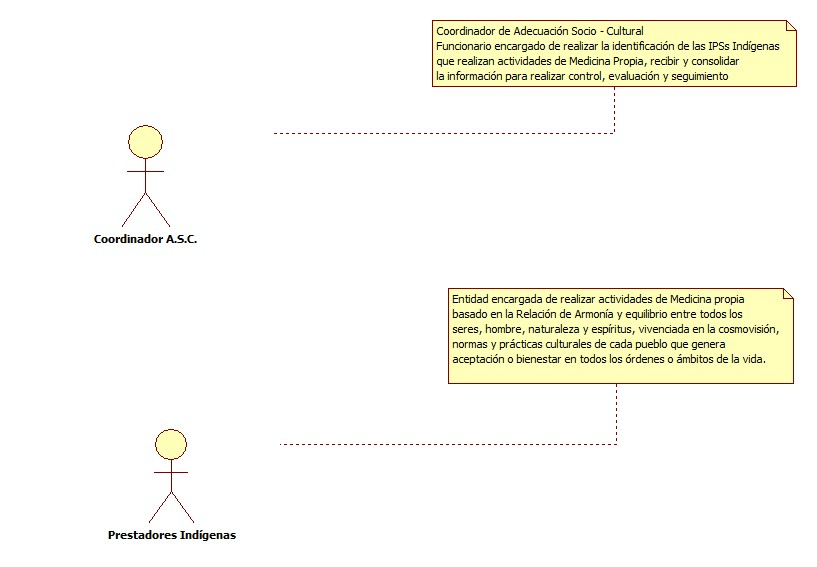 Coordinador de Adecuación Socio - Cultural
Funcionario encargado de realizar la identificación de las IPSs Indígenas
que realizan actividades de Medicina Propia, recibir y consolidar
la información para realizar control, evaluación y seguimiento
Coordinador A.S.C.
Entidad encargada de realizar actividades de Medicina propia
basado en la Relación de Armonía y equilibrio entre todos los
seres, hombre, naturaleza y espíritus, vivenciada en la cosmovisión,
normas y prácticas culturales de cada pueblo que genera
aceptación o bienestar en todos los órdenes o ámbitos de la vida.
Prestadores Indígenas